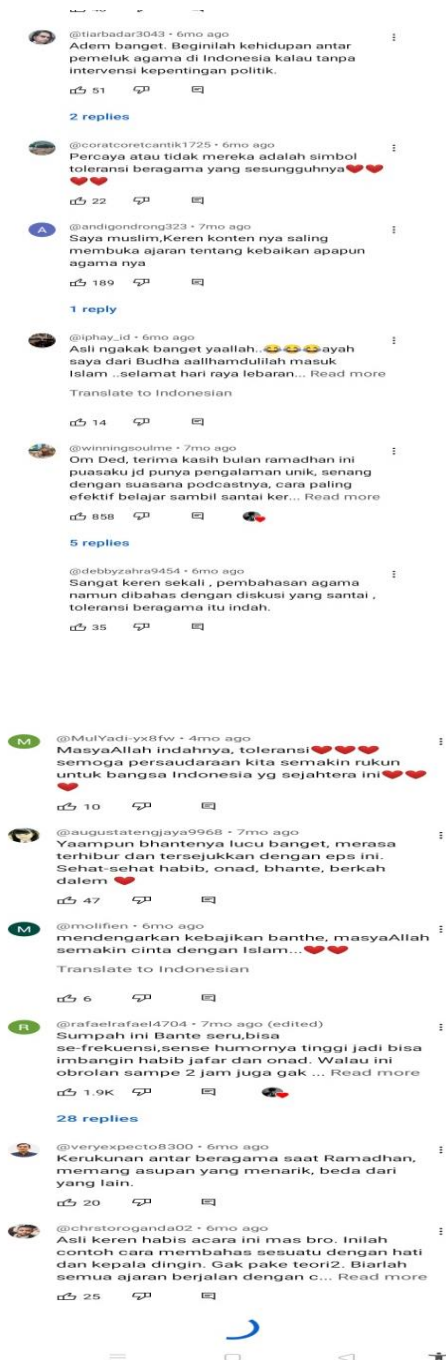 @tiarbadar3043 • 6mo ago
Adem banget. Beginilah kehidupan antar
pemeluk agama di Indonesia kalau tanpa
intervensi kepentingan politik.
51
2 replies
@coratcoretcantik1725 • 6mo ago
Percaya atau tidak mereka adalah simbol
toleransi beragama yang sesungguhnya❤❤
❤❤
22
A
@andigondrong323 • 7mo ago
Saya muslim,Keren konten nya saling
membuka ajaran tentang kebaikan apapun
agama nya
189
1 reply
@iphay_id • 6mo ago
Asli ngakak banget yaallah..😂😂😂ayah
saya dari Budha aallhamdulilah masuk
Islam ..selamat hari raya lebaran... Read more
Translate to Indonesian
14
@winningsoulme • 7mo ago
Om Ded, terima kasih bulan ramadhan ini
puasaku jd punya pengalaman unik, senang
dengan suasana podcastnya, cara paling
efektif belajar sambil santai ker... Read more
858
5 replies
@debbyzahra9454 • 6mo ago
Sangat keren sekali , pembahasan agama
namun dibahas dengan diskusi yang santai ,
toleransi beragama itu indah.
35
M
@MulYadi-yx8fw • 4mo ago
MasyaAllah indahnya, toleransi❤❤❤
semoga persaudaraan kita semakin rukun
untuk bangsa Indonesia yg sejahtera ini❤❤
❤
10
@augustatengjaya9968 • 7mo ago
Yaampun bhantenya lucu banget, merasa
terhibur dan tersejukkan dengan eps ini.
Sehat-sehat habib, onad, bhante, berkah
dalem ❤
47
M
@molifien • 6mo ago
mendengarkan kebajikan banthe, masyaAllah
semakin cinta dengan Islam...❤❤
Translate to Indonesian
6
R
@rafaelrafael4704 • 7mo ago (edited)
Sumpah ini Bante seru,bisa
se-frekuensi,sense humornya tinggi jadi bisa
imbangin habib jafar dan onad. Walau ini
obrolan sampe 2 jam juga gak ... Read more
1.9K
28 replies
@veryexpecto8300 • 6mo ago
Kerukunan antar beragama saat Ramadhan,
memang asupan yang menarik, beda dari
yang lain.
20
@chrstoroganda02 • 6mo ago
Asli keren habis acara ini mas bro. Inilah
contoh cara membahas sesuatu dengan hati
dan kepala dingin. Gak pake teori2. Biarlah
semua ajaran berjalan dengan c... Read more
25